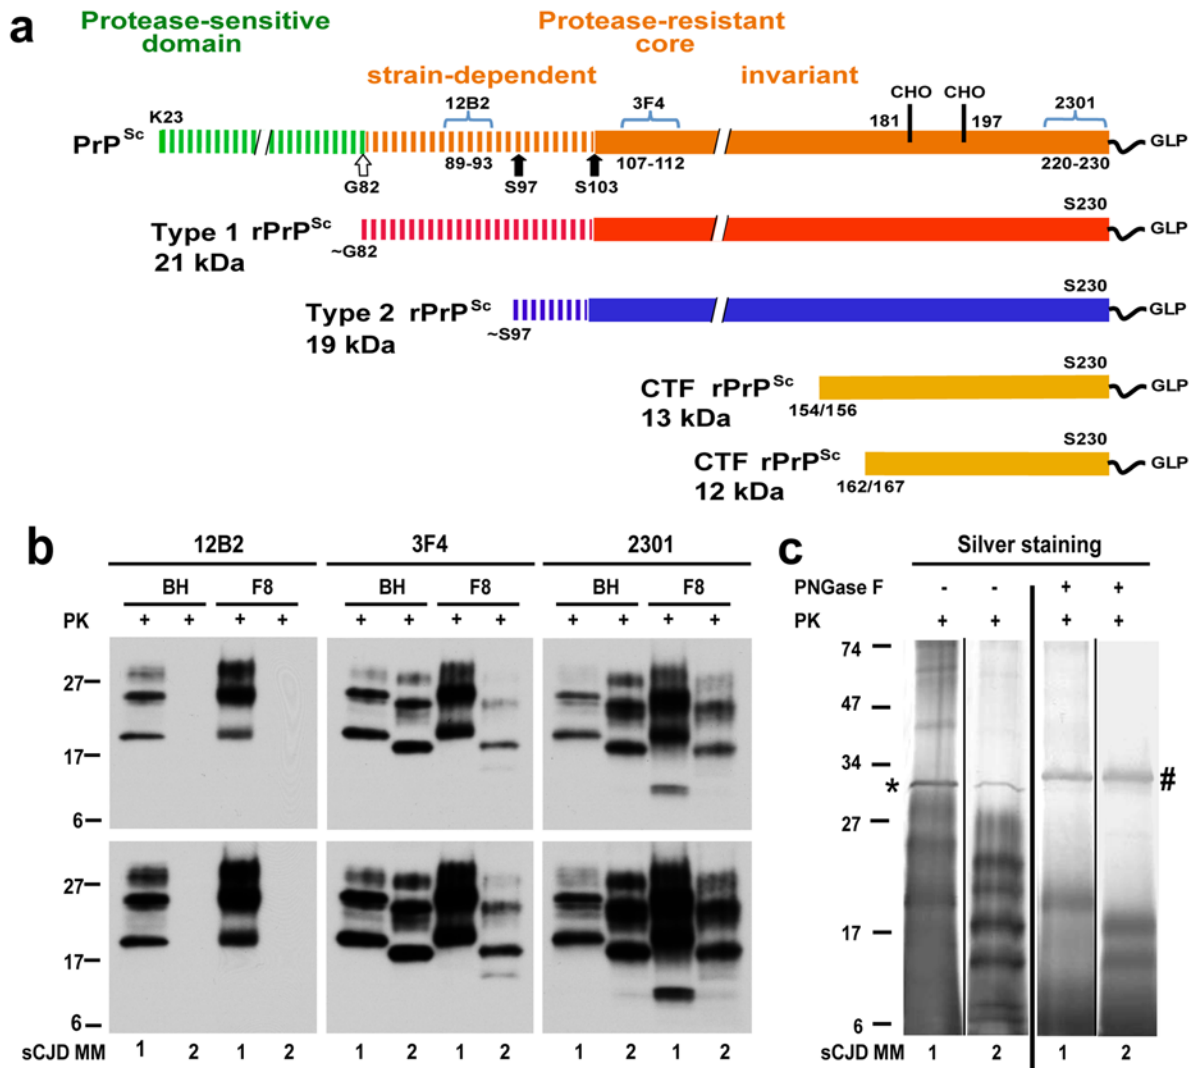 a
Protease-sensitive
domain
Protease-resistant
core
strain-dependent
invariant
K23
12B2
3F4
CHO CHO
181
197
2301
PrPSc
GLP
89-93
107-112
220-230
G82
S97
S103
Type 1 rPrPSc
21 kDa
~G82
S230
GLP
Type 2 rPrPSc
19 kDa
~S97
S230
GLP
CTF rPrPSc
13 kDa
154/156
S230
GLP
CTF rPrPSc
12 kDa
162/167
S230
GLP
b
12B2 3F4 2301
BH F8 BH F8 BH F8
PK + + + + + + + + + + + +
27
17
6
27
17
6
sCJD MM 1 2 1 2 1 2 1 2 1 2 1 2
c
Silver staining
PNGase F - - + +
PK + + + +
74
47
34
*
#
27
17
6
sCJD MM 1 2 1 2